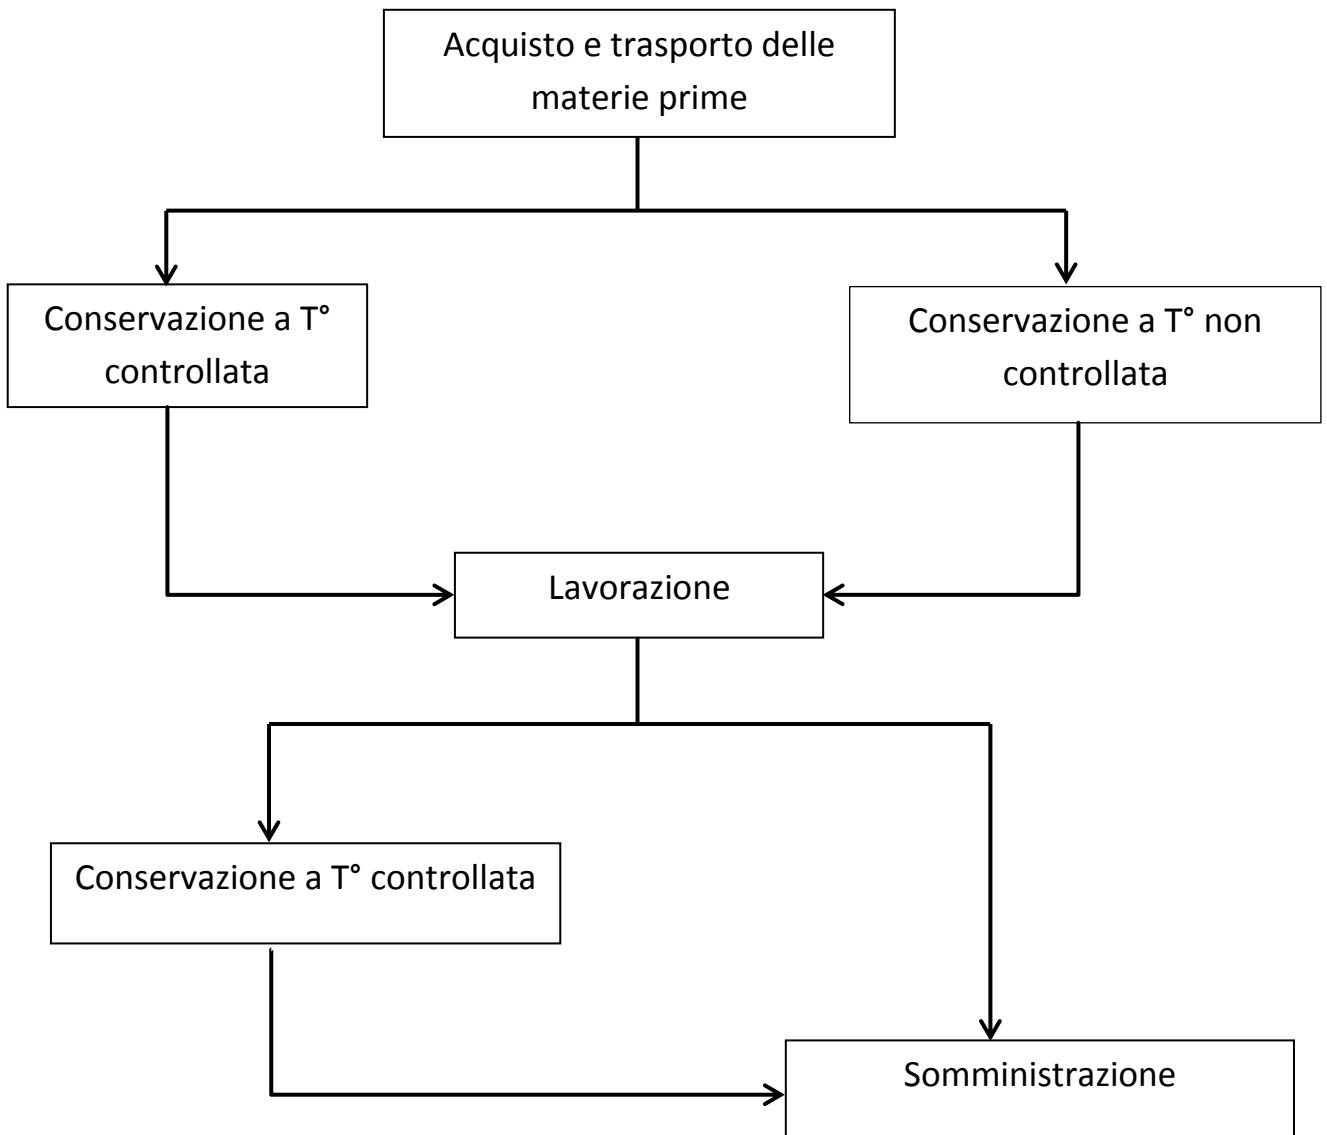 Acquisto e trasporto delle
materie prime
Conservazione a T°
controllata
Conservazione a T° non
controllata
Lavorazione
Conservazione a T° controllata
Somministrazione